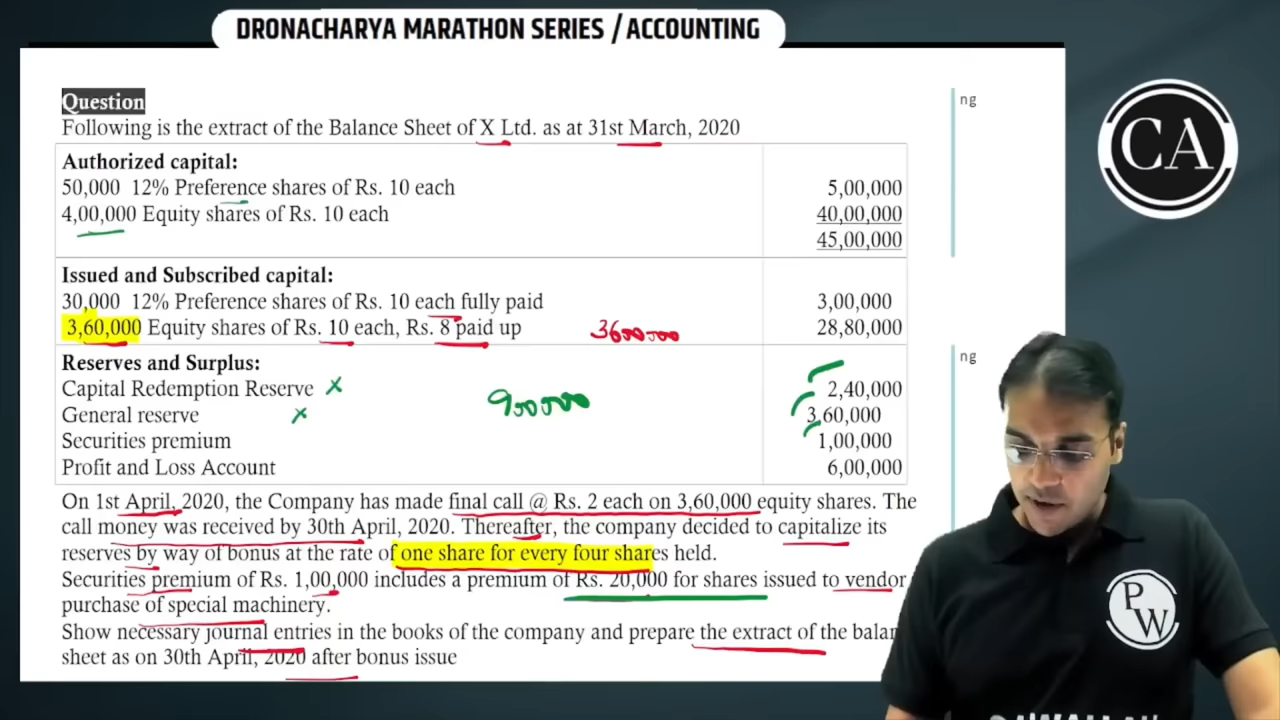 DRONACHARYA MARATHON SERIES / ACCOUNTING
CA
Question ng
Following is the extract of the Balance Sheet of X Ltd. as at 31st March, 2020
Authorized capital:
50,000 12% Preference shares of Rs. 10 each 5,00,000
4,00,000 Equity shares of Rs. 10 each 40,00,000
45,00,000
Issued and Subscribed capital:
30,000 12% Preference shares of Rs. 10 each fully paid 3,00,000
3,60,000 Equity shares of Rs. 10 each, Rs. 8 paid up 3600000 28,80,000
Reserves and Surplus: ng
Capital Redemption Reserve x 2,40,000
General reserve x 900000 3,60,000
Securities premium 1,00,000
Profit and Loss Account 6,00,000
On 1st April, 2020, the Company has made final call @ Rs. 2 each on 3,60,000 equity shares. The
call money was received by 30th April, 2020. Thereafter, the company decided to capitalize its
reserves by way of bonus at the rate of one share for every four shares held.
Securities premium of Rs. 1,00,000 includes a premium of Rs. 20,000 for shares issued to vendor
purchase of special machinery.
Show necessary journal entries in the books of the company and prepare the extract of the balan
sheet as on 30th April, 2020 after bonus issue
P
W